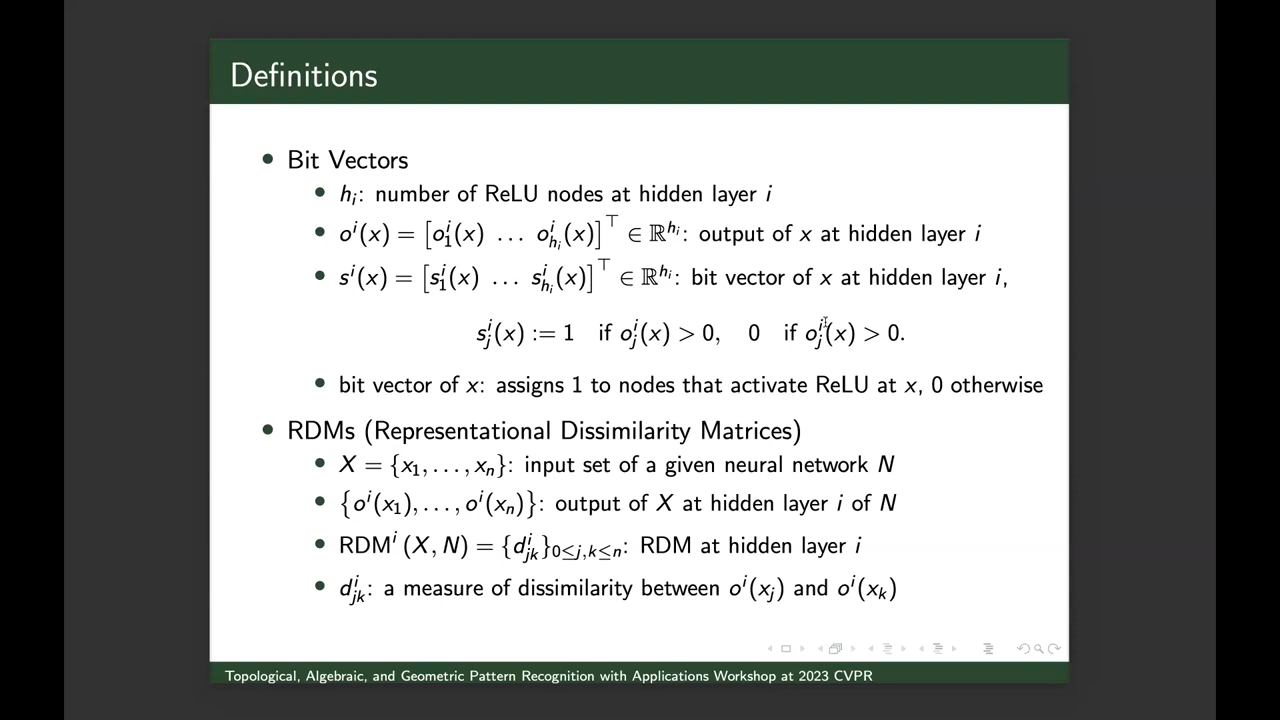 Definitions
• Bit Vectors
• hᵢ: number of ReLU nodes at hidden layer i
• oⁱ(x) = [o₁ⁱ(x) … o_{hᵢ}ⁱ(x)]^⊤ ∈ ℝ^{hᵢ}: output of x at hidden layer i
• sⁱ(x) = [s₁ⁱ(x) … s_{hᵢ}ⁱ(x)]^⊤ ∈ ℝ^{hᵢ}: bit vector of x at hidden layer i,
sⱼⁱ(x) := 1 if oⱼⁱ(x) > 0, 0 if oⱼⁱ(x) > 0.
• bit vector of x: assigns 1 to nodes that activate ReLU at x, 0 otherwise
• RDMs (Representational Dissimilarity Matrices)
• X = {x₁, …, xₙ}: input set of a given neural network N
• {oⁱ(x₁), …, oⁱ(xₙ)}: output of X at hidden layer i of N
• RDMⁱ (X, N) = {d_{jk}ⁱ}_{0≤j,k≤n}: RDM at hidden layer i
• d_{jk}ⁱ: a measure of dissimilarity between oⁱ(xⱼ) and oⁱ(xₖ)
Topological, Algebraic, and Geometric Pattern Recognition with Applications Workshop at 2023 CVPR